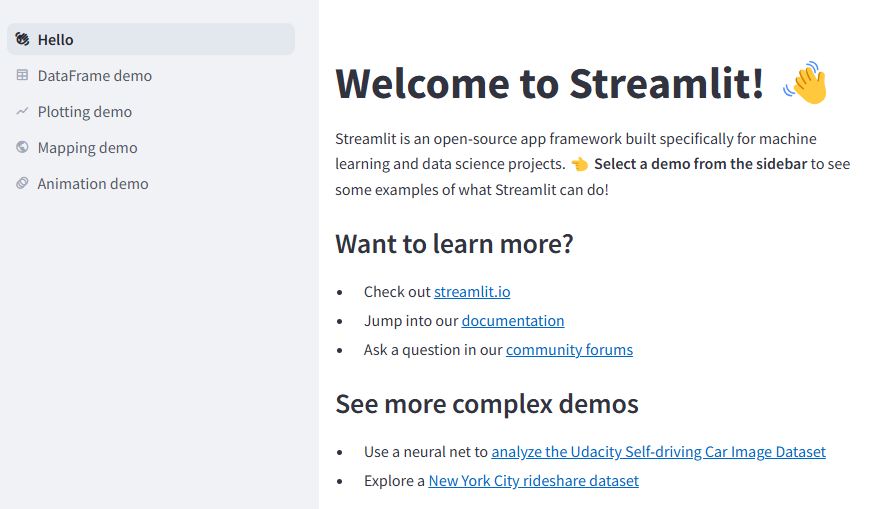 Hello
DataFrame demo
Plotting demo
Mapping demo
Animation demo
Welcome to Streamlit! 👋
Streamlit is an open-source app framework built specifically for machine
learning and data science projects. 👈 Select a demo from the sidebar to see
some examples of what Streamlit can do!
Want to learn more?
• Check out streamlit.io
• Jump into our documentation
• Ask a question in our community forums
See more complex demos
• Use a neural net to analyze the Udacity Self-driving Car Image Dataset
• Explore a New York City rideshare dataset